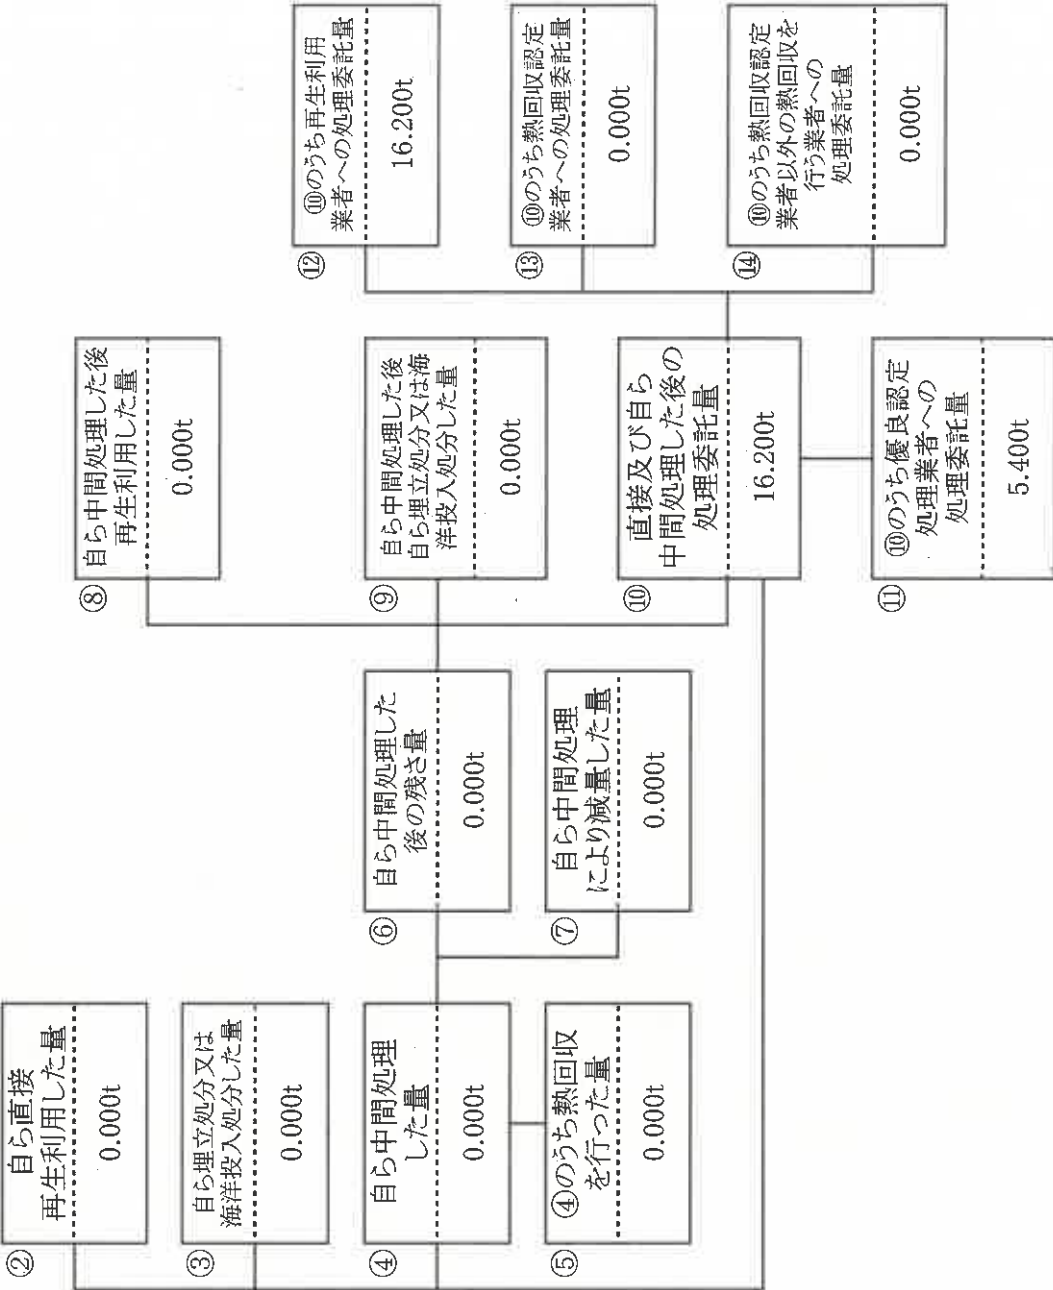 ②
自ら直接
再生利用した量
0.000t
③
自ら埋立処分又は
海洋投入処分した量
0.000t
④
自ら中間処理
した量
0.000t
⑤
④のうち熱回収
を行った量
0.000t
⑥
自ら中間処理した
後の残さ量
0.000t
⑦
自ら中間処理
により減量した量
0.000t
⑧
自ら中間処理した後
再生利用した量
0.000t
⑨
自ら中間処理した後
自ら埋立処分又は海
洋投入処分した量
0.000t
⑩
直接及び自ら
中間処理した後の
処理委託量
16.200t
⑪
⑩のうち優良認定
処理業者への
処理委託量
5.400t
⑫
⑩のうち再生利用
業者への処理委託量
16.200t
⑬
⑩のうち熱回収認定
業者への処理委託量
0.000t
⑭
⑩のうち熱回収認定
業者以外の熱回収を
行う業者への
処理委託量
0.000t